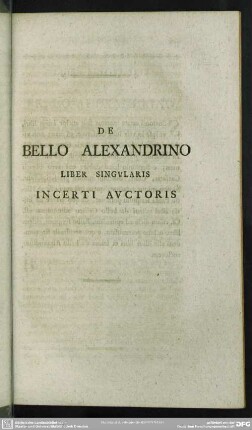 DE
BELLO ALEXANDRINO
LIBER SINGVLARIS
INCERTI AVCTORIS